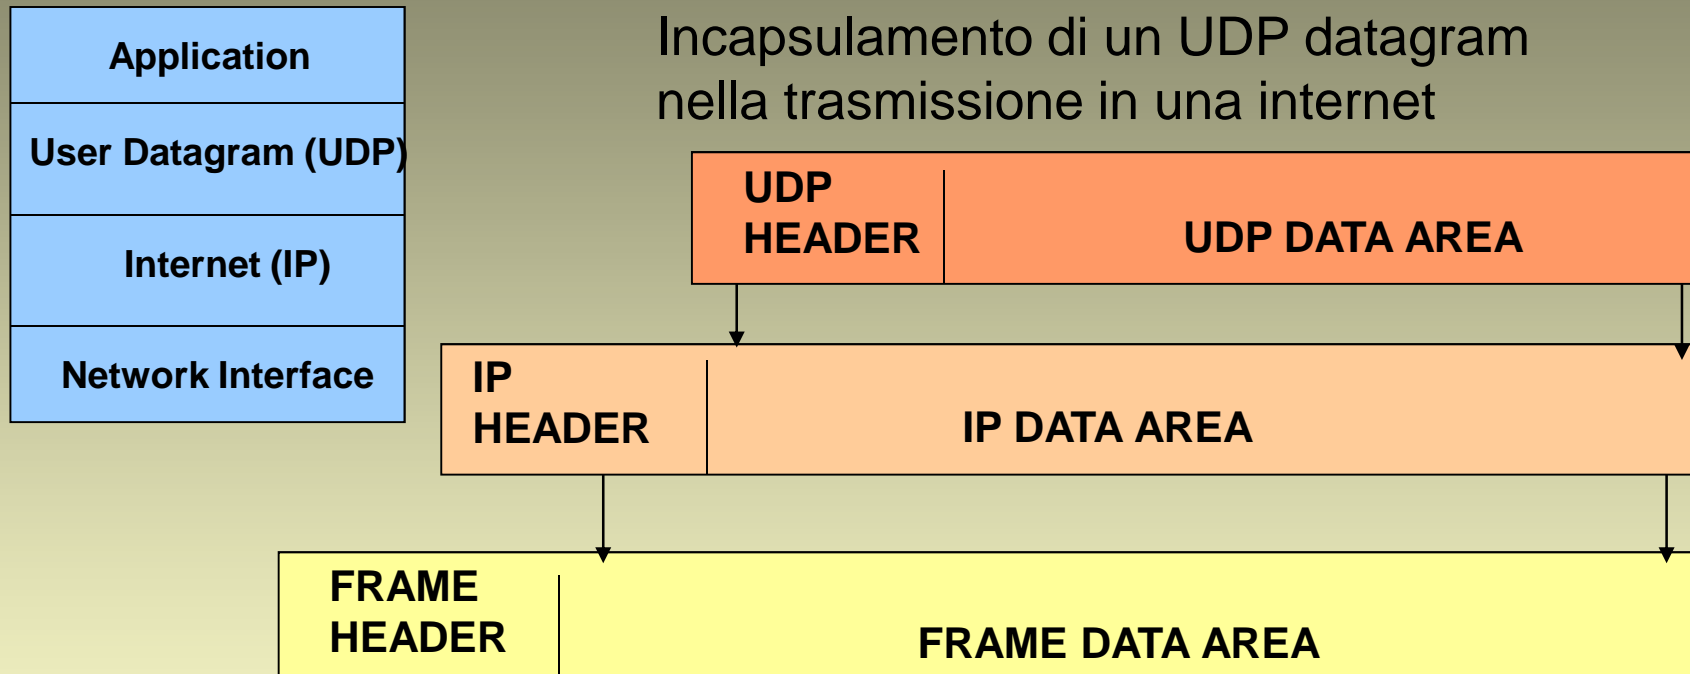 Application
User Datagram (UDP)
Internet (IP)
Network Interface
Incapsulamento di un UDP datagram
nella trasmissione in una internet
UDP
HEADER
UDP DATA AREA
IP
HEADER
IP DATA AREA
FRAME
HEADER
FRAME DATA AREA